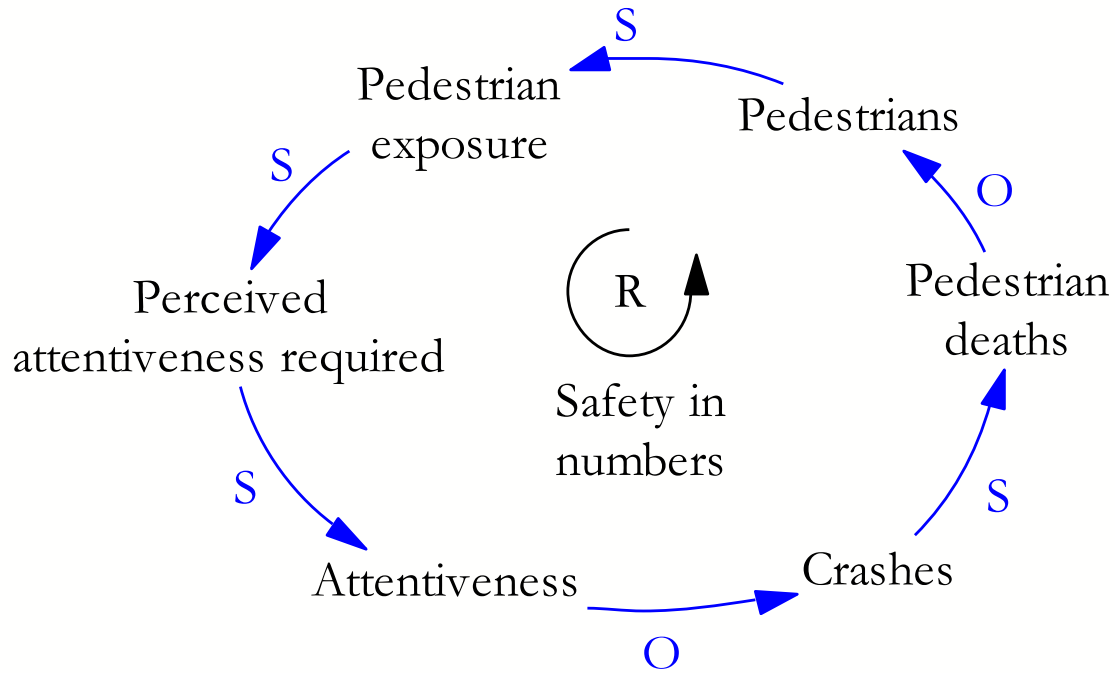 S
Pedestrian
exposure
Pedestrians
S
O
R
Perceived
attentiveness required
Pedestrian
deaths
Safety in
numbers
S
S
Attentiveness
Crashes
O